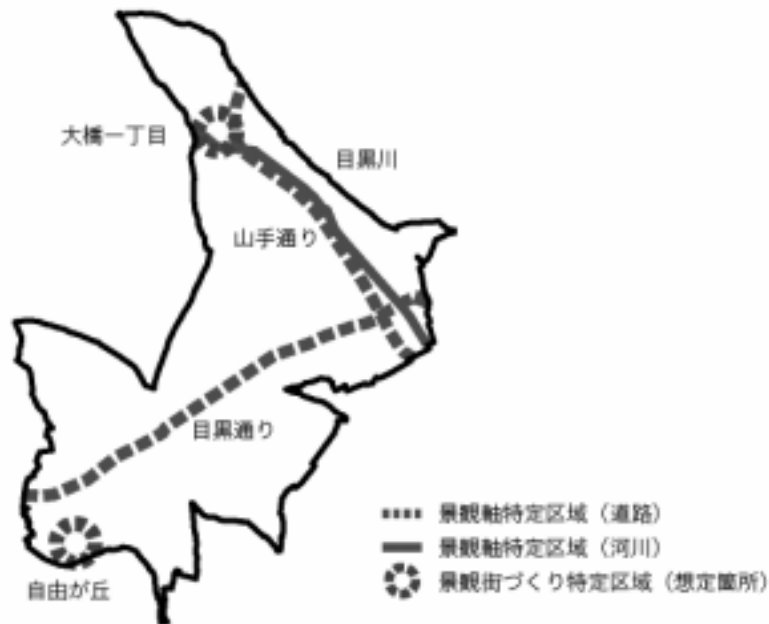 大橋一丁目
目黒川
山手通り
目黒通り
自由が丘
景観軸特定区域（道路）
景観軸特定区域（河川）
景観街づくり特定区域（想定箇所）